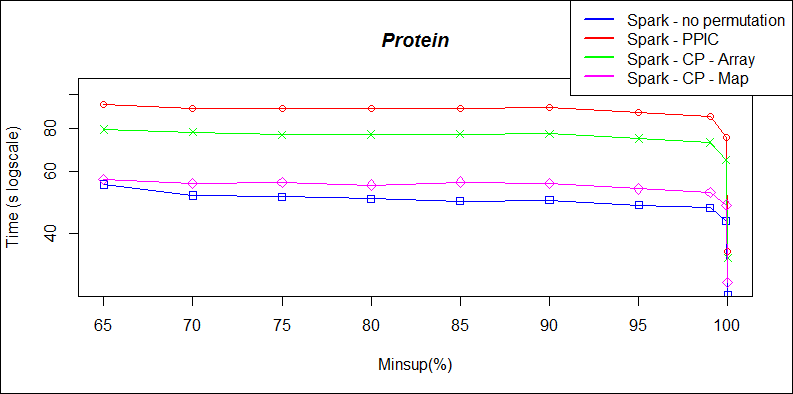 Protein
Spark - no permutation
Spark - PPIC
Spark - CP - Array
Spark - CP - Map
Time (s logscale)
80
60
40
65 70 75 80 85 90 95 100
Minsup(%)